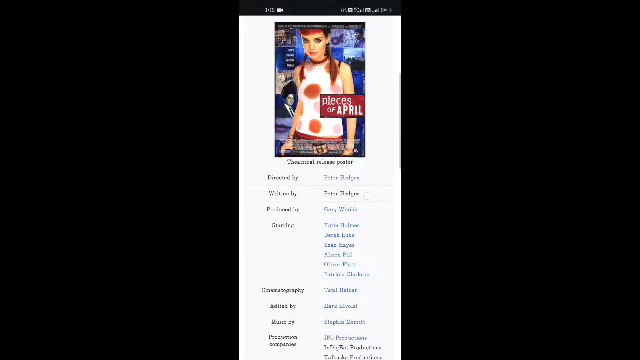 pieces
OF APRIL
Theatrical release poster
Directed by Peter Hedges
Written by Peter Hedges
Produced by Gary Winick
Starring Katie Holmes
Derek Luke
Sean Hayes
Alison Pill
Oliver Platt
Patricia Clarkson
Cinematography Tami Reiker
Edited by Mark Livolsi
Music by Stephin Merritt
Production companies IFC Productions
InDigEnt Productions